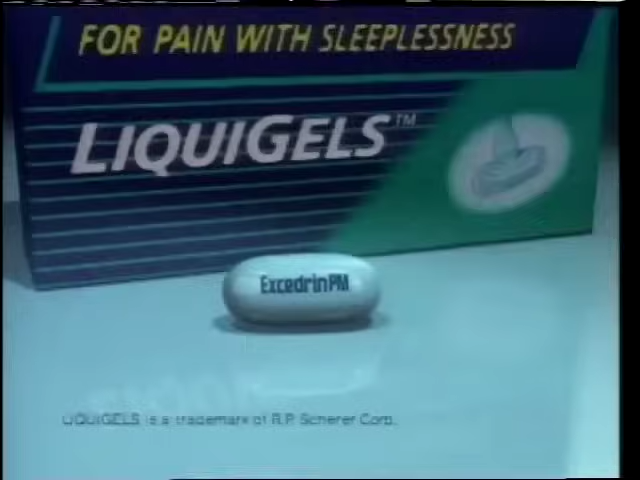 FOR PAIN WITH SLEEPLESSNESS
LIQUIGELS™
ExcedrinPM
LIQUIGELS is a trademark of R.P. Scherer Corp.